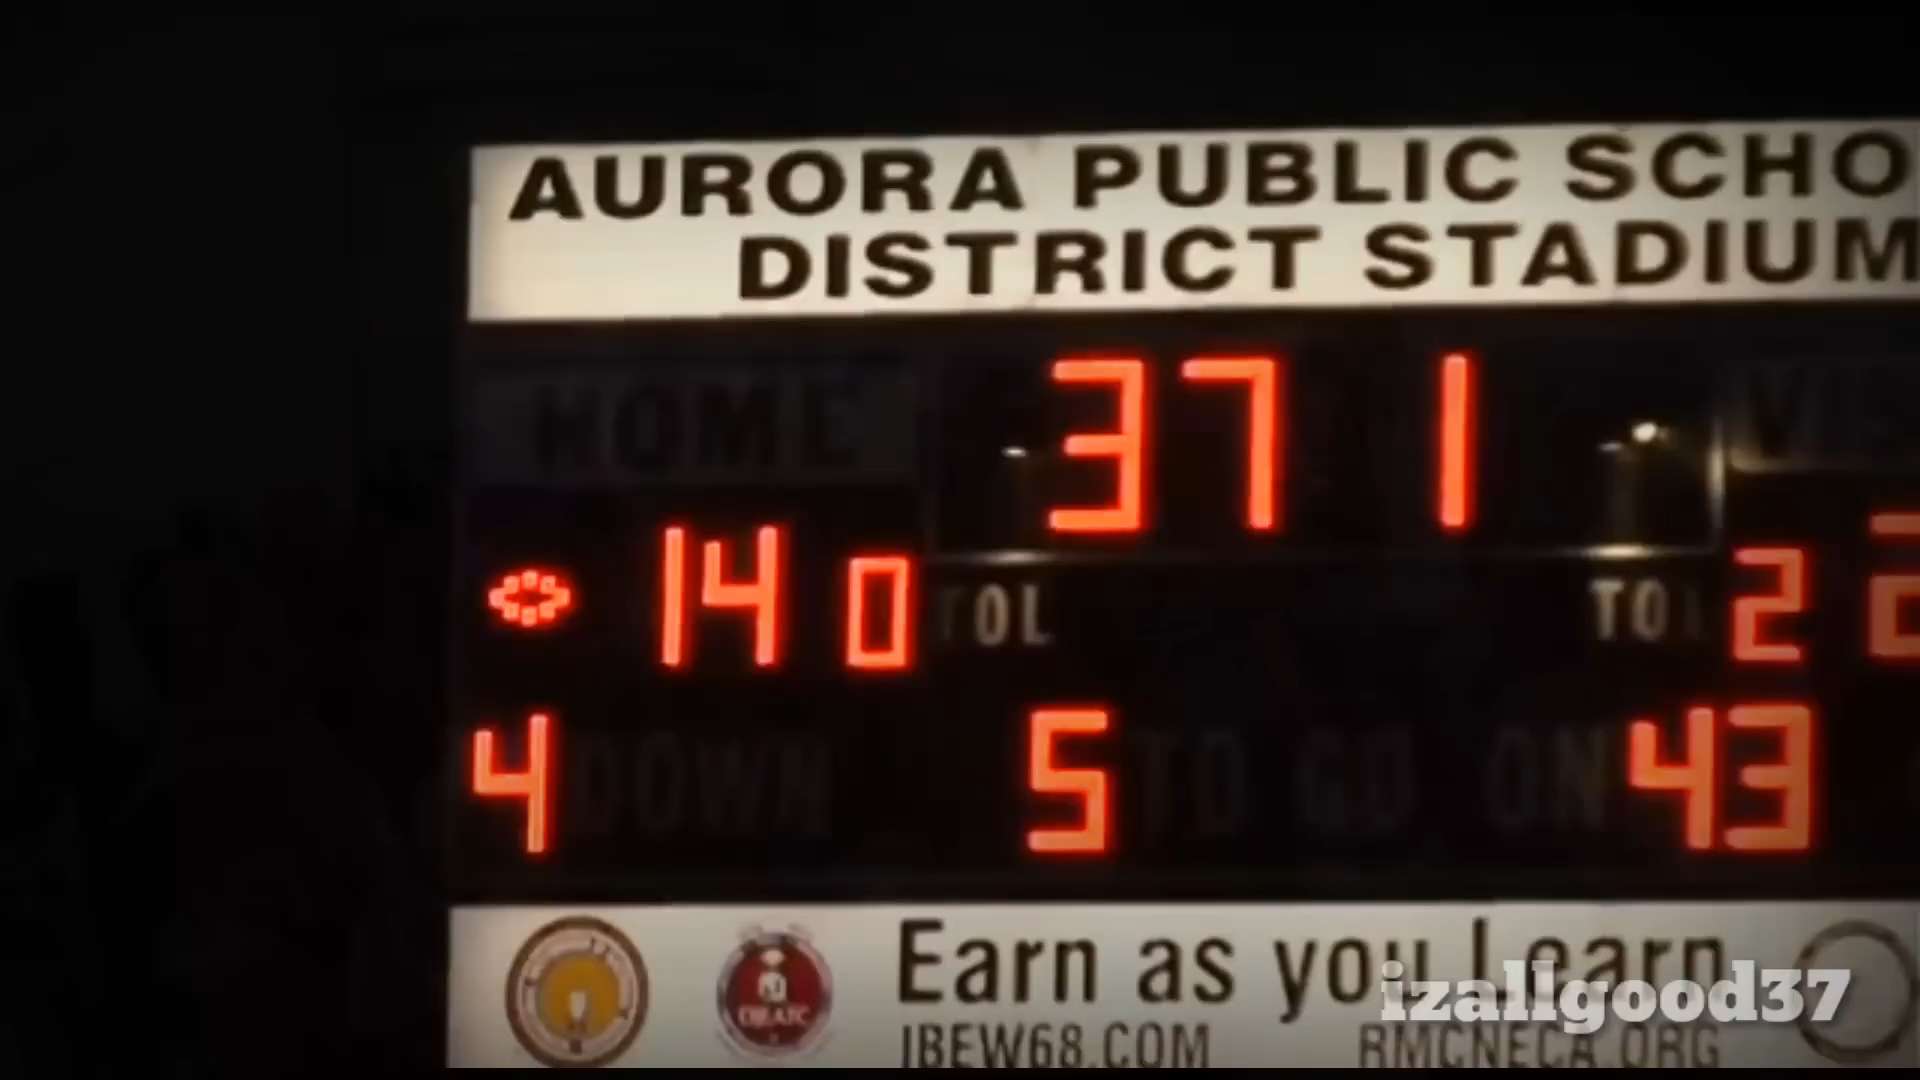 AURORA PUBLIC SCHO
DISTRICT STADIUM
HOME 37 1
14 0 TOL TOL 2
4 DOWN 5 TO GO ON 43
Earn as you Learn
IBEW68.COM RMCNECA.ORG
izallgood37